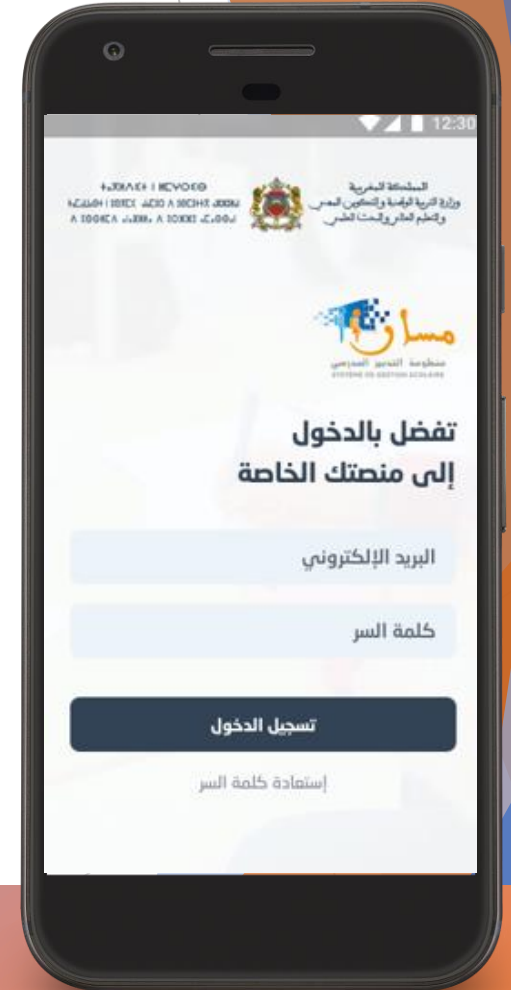 12:30
المملكة المغربية
وزارة التربية الوطنية والتكوين المهني
والتعليم العالي والبحث العلمي
مسار
منظومة التدبير المدرسي
SYSTÈME DE GESTION SCOLAIRE
تفضل بالدخول
إلى منصتك الخاصة
البريد الإلكتروني
كلمة السر
تسجيل الدخول
إستعادة كلمة السر